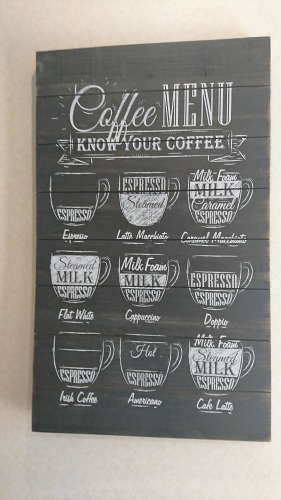 Coffee MENU
KNOW YOUR COFFEE
ESPRESSO
Espresso
ESPRESSO
Steamed
Latte Macchiato
Milk Foam
MILK
Caramel
ESPRESSO
Caramel Macchiato
Steamed
MILK
ESPRESSO
Flat White
Milk Foam
MILK
ESPRESSO
Cappuccino
ESPRESSO
ESPRESSO
Doppio
ESPRESSO
Irish Coffee
Hot
ESPRESSO
Americano
Milk Foam
Steamed
MILK
ESPRESSO
Cafe Latte